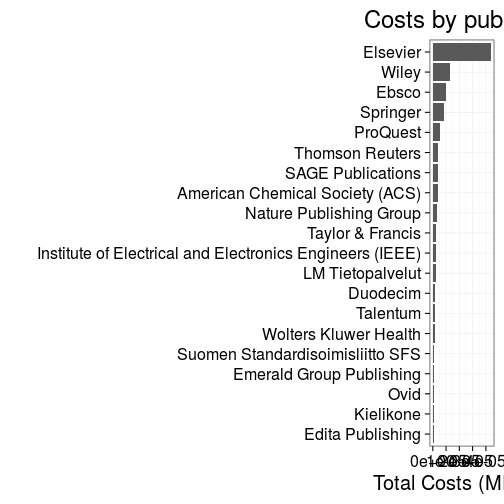 Costs by pub
Elsevier
Wiley
Ebsco
Springer
ProQuest
Thomson Reuters
SAGE Publications
American Chemical Society (ACS)
Nature Publishing Group
Taylor & Francis
Institute of Electrical and Electronics Engineers (IEEE)
LM Tietopalvelut
Duodecim
Talentum
Wolters Kluwer Health
Suomen Standardisoimisliitto SFS
Emerald Group Publishing
Ovid
Kielikone
Edita Publishing
Total Costs (M